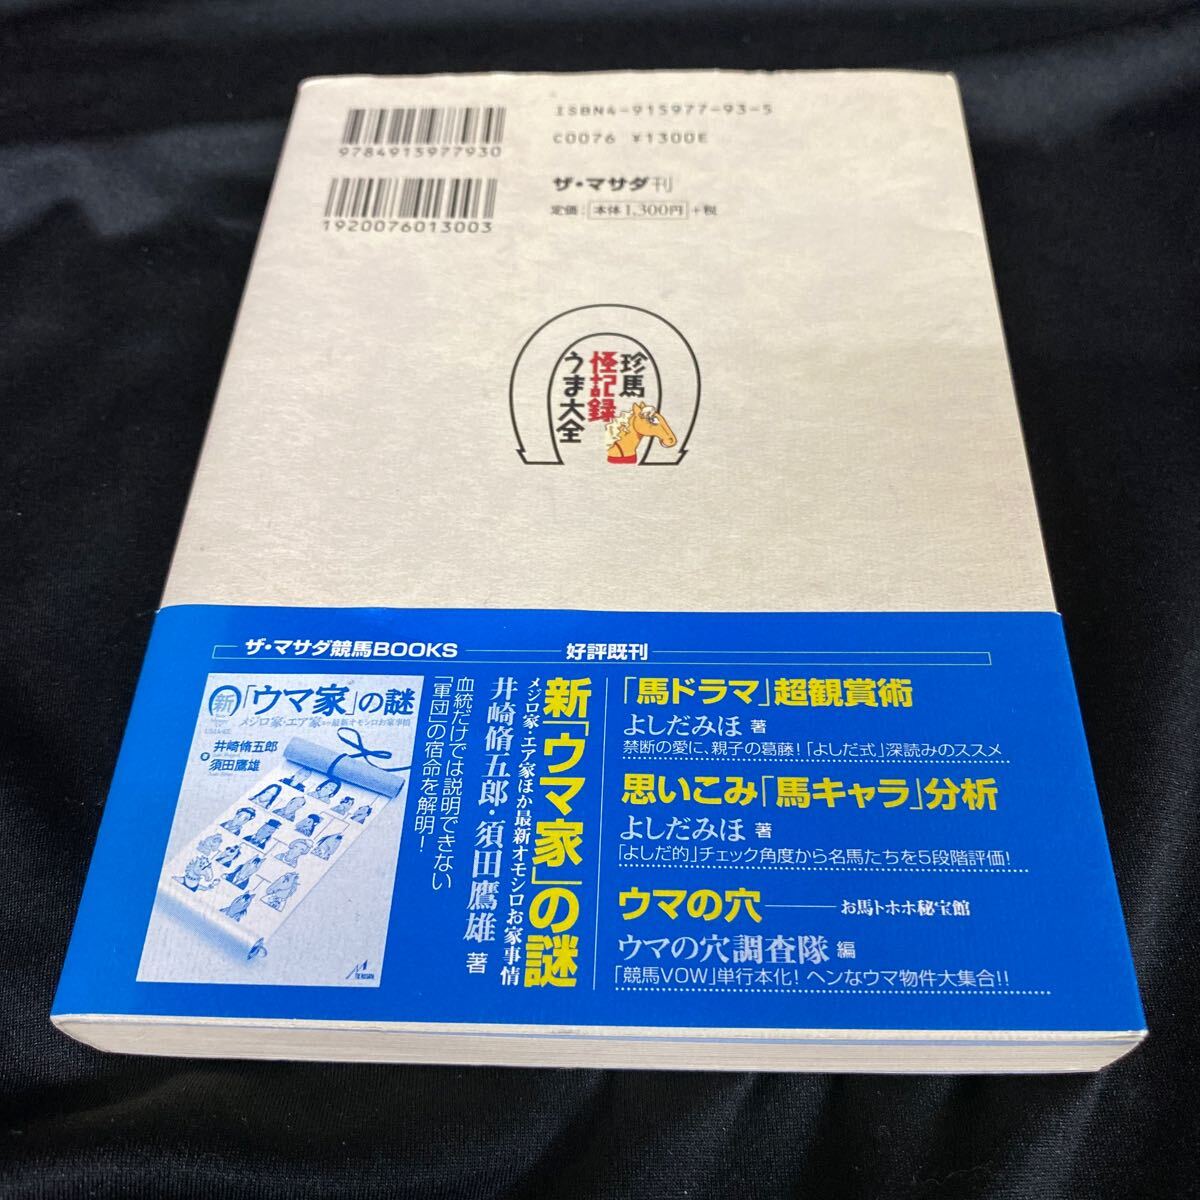 ISBN4-915977-93-5
C0076 ¥1300E
9784915977930
ザ・マサダ刊
定価：本体1,300円＋税
1920076013003
珍馬
怪記録
うま大全
ザ・マサダ競馬BOOKS
好評既刊
新「ウマ家」の謎
メジロ家・エア家ほか最新オモシロお家事情
井崎脩五郎・須田鷹雄 著
血統だけでは説明できない
「軍団」の宿命を解明！
新「ウマ家」の謎
メジロ家・エア家ほか最新オモシロお家事情
井崎脩五郎
須田鷹雄
「馬ドラマ」超観賞術
よしだみほ 著
禁断の愛に、親子の葛藤！「よしだ式」深読みのススメ
思いこみ「馬キャラ」分析
よしだみほ 著
「よしだ的」チェック角度から名馬たちを5段階評価！
ウマの穴 お馬トホホ秘宝館
ウマの穴調査隊 編
「競馬VOW」単行本化！ヘンなウマ物件大集合!!